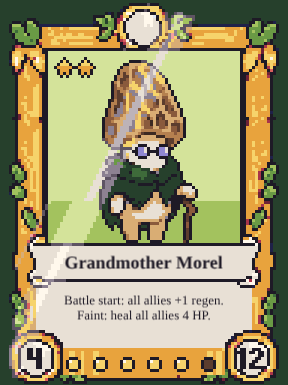 Grandmother Morel
Battle start: all allies +1 regen.
Faint: heal all allies 4 HP.
4
12